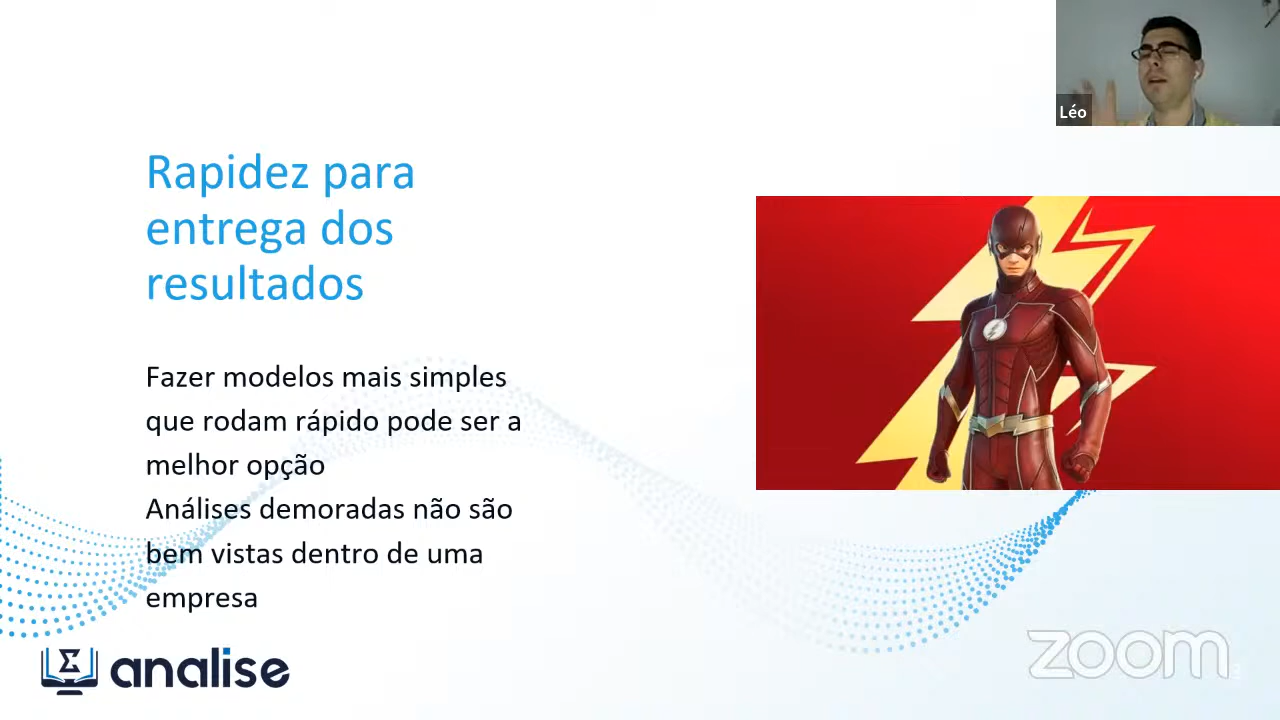 Léo
Rapidez para
entrega dos
resultados
Fazer modelos mais simples
que rodam rápido pode ser a
melhor opção
Análises demoradas não são
bem vistas dentro de uma
empresa
analise
zoom